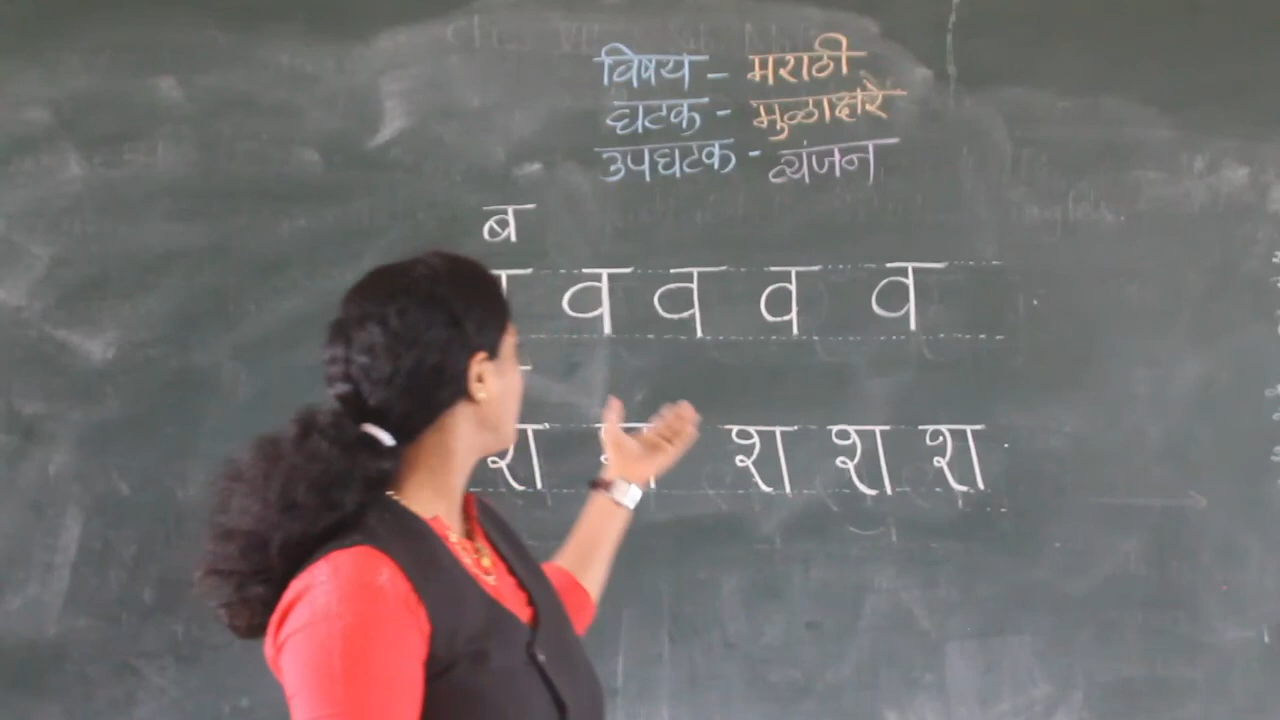 विषय - मराठी
घटक - मुळाक्षरे
उपघटक - व्यंजन
ब
व व व व
श श श श